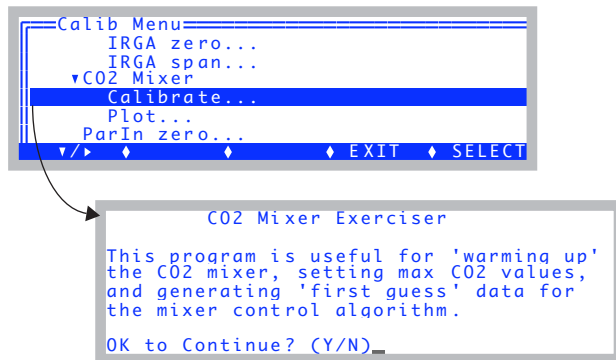 Calib Menu
IRGA zero...
IRGA span...
▾CO2 Mixer
Calibrate...
Plot...
ParIn zero...
▾/▸ ♦ ♦ ♦ EXIT ♦ SELECT
CO2 Mixer Exerciser
This program is useful for 'warming up'
the CO2 mixer, setting max CO2 values,
and generating 'first guess' data for
the mixer control algorithm.
OK to Continue? (Y/N)_